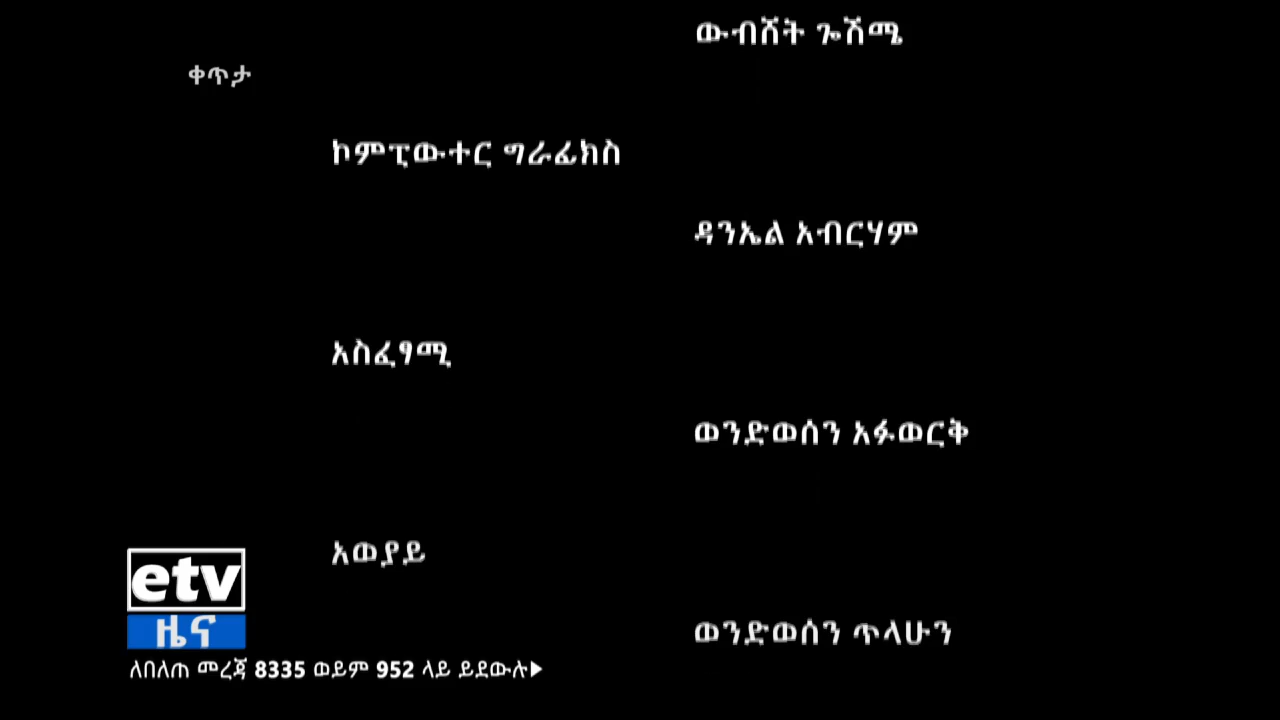 ውብሸት ጐሽሜ
ቀጥታ
ኮምፒውተር ግራፊክስ
ዳንኤል አብርሃም
አስፈፃሚ
ወንድወሰን አፉወርቅ
አወያይ
ወንድወሰን ጥላሁን
etv
ዜና
ለበለጠ መረጃ 8335 ወይም 952 ላይ ይደውሉ